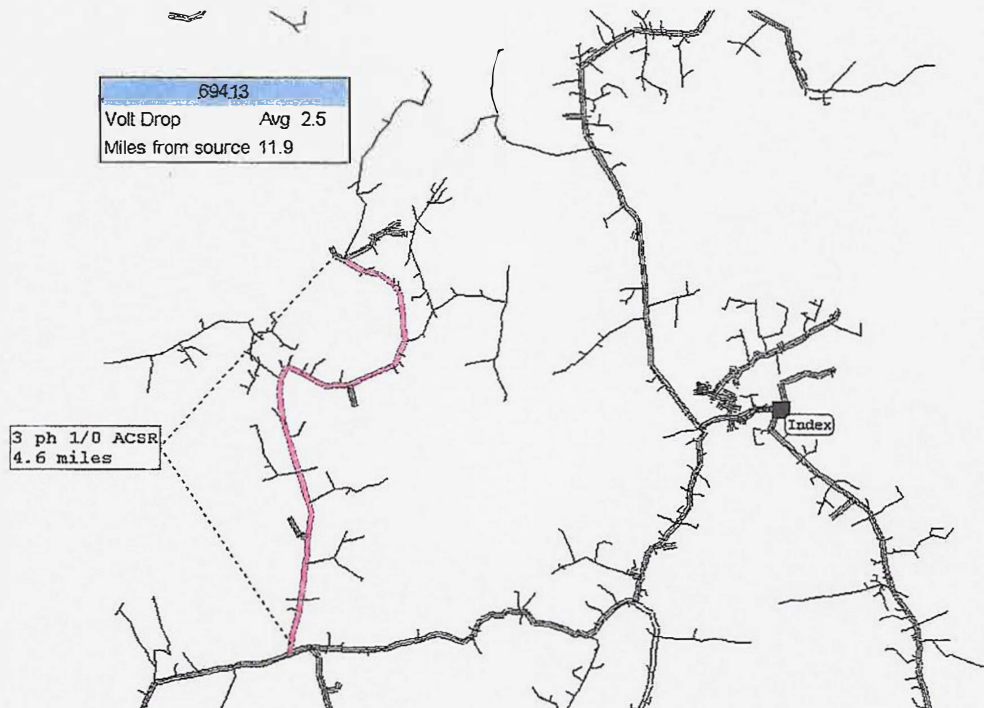 69413
Volt Drop Avg 2.5
Miles from source 11.9
3 ph 1/0 ACSR
4.6 miles
Index